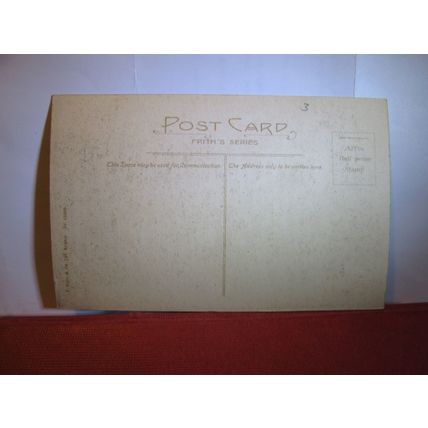 3
POST CARD
FRITH'S SERIES
This Space may be used for Communication. The Address only to be written here.
Affix
Half-penny
Stamp